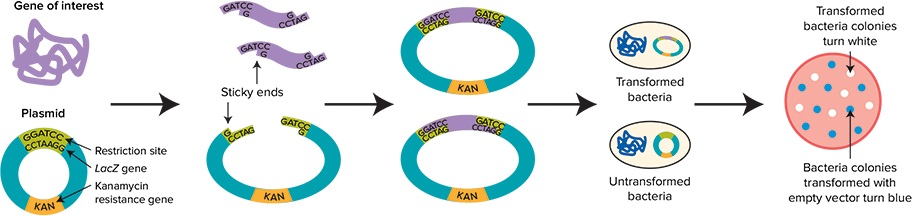 Gene of interest
Plasmid
GGATCC
CCTAAGG
Restriction site
LacZ gene
Kanamycin
resistance gene
KAN
GATCC
G
G
CCTAG
GATCC
G
G
CCTAG
Sticky ends
G
CCTAG
GATCC
G
KAN
GGATCC
CCTAG
GATCC
CCTAGG
KAN
GGATCC
CCTAG
GATCC
CCTAGG
KAN
Transformed
bacteria
Untransformed
bacteria
Transformed
bacteria colonies
turn white
Bacteria colonies
transformed with
empty vector turn blue